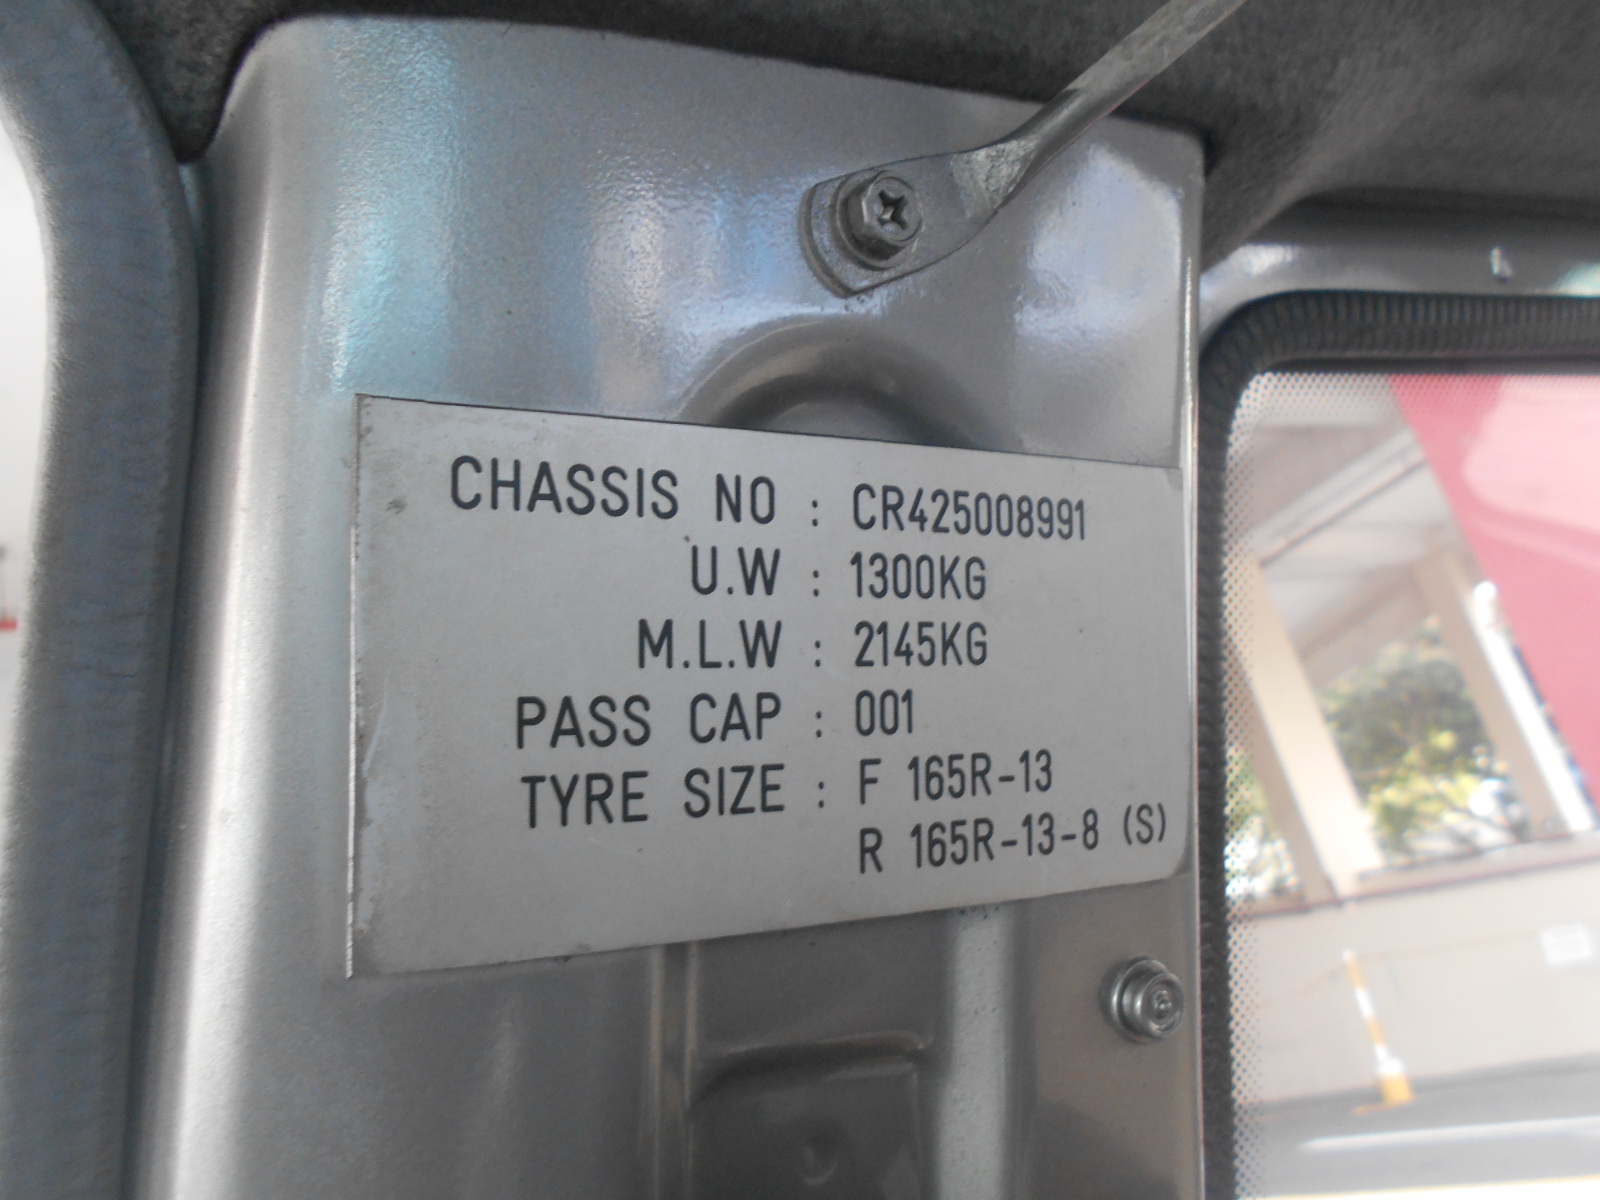 CHASSIS NO : CR425008991
U.W : 1300KG
M.L.W : 2145KG
PASS CAP : 001
TYRE SIZE : F 165R-13
R 165R-13-8 (S)